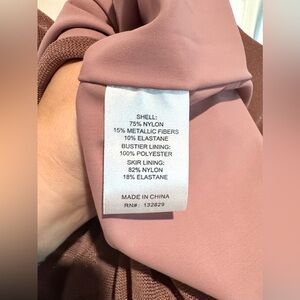 SHELL:
75% NYLON
15% METALLIC FIBERS
10% ELASTANE
BUSTIER LINING:
100% POLYESTER
SKIR LINING:
82% NYLON
18% ELASTANE
MADE IN CHINA
RN#: 132829